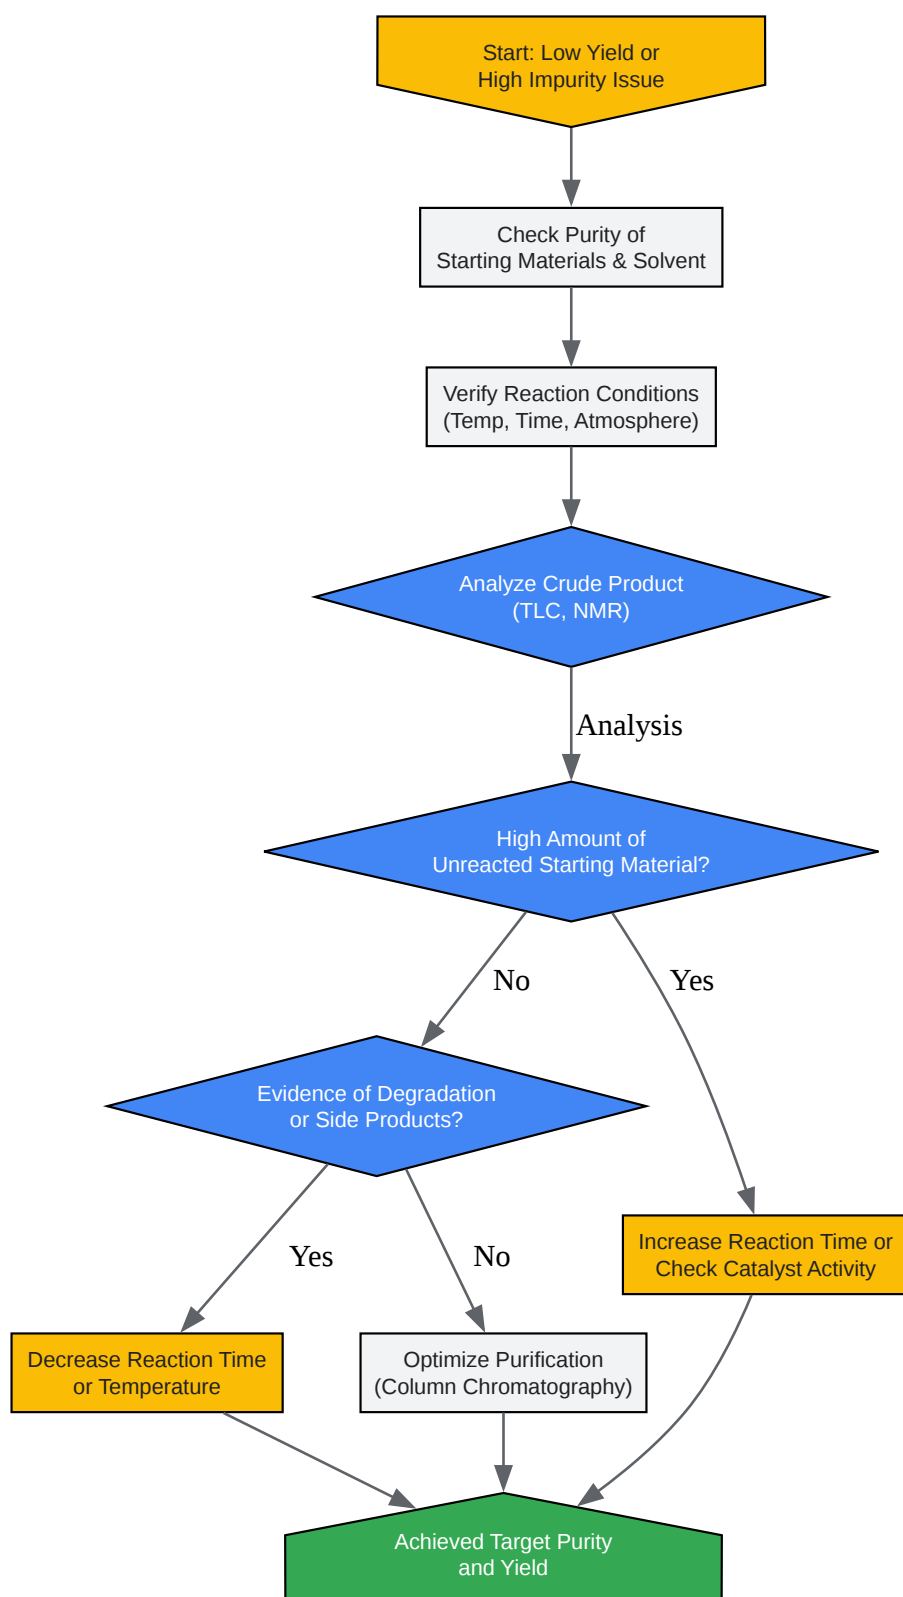 Start: Low Yield or
High Impurity Issue
Check Purity of
Starting Materials & Solvent
Verify Reaction Conditions
(Temp, Time, Atmosphere)
Analyze Crude Product
(TLC, NMR)
Analysis
High Amount of
Unreacted Starting Material?
No
Yes
Evidence of Degradation
or Side Products?
Yes
No
Increase Reaction Time or
Check Catalyst Activity
Decrease Reaction Time
or Temperature
Optimize Purification
(Column Chromatography)
Achieved Target Purity
and Yield